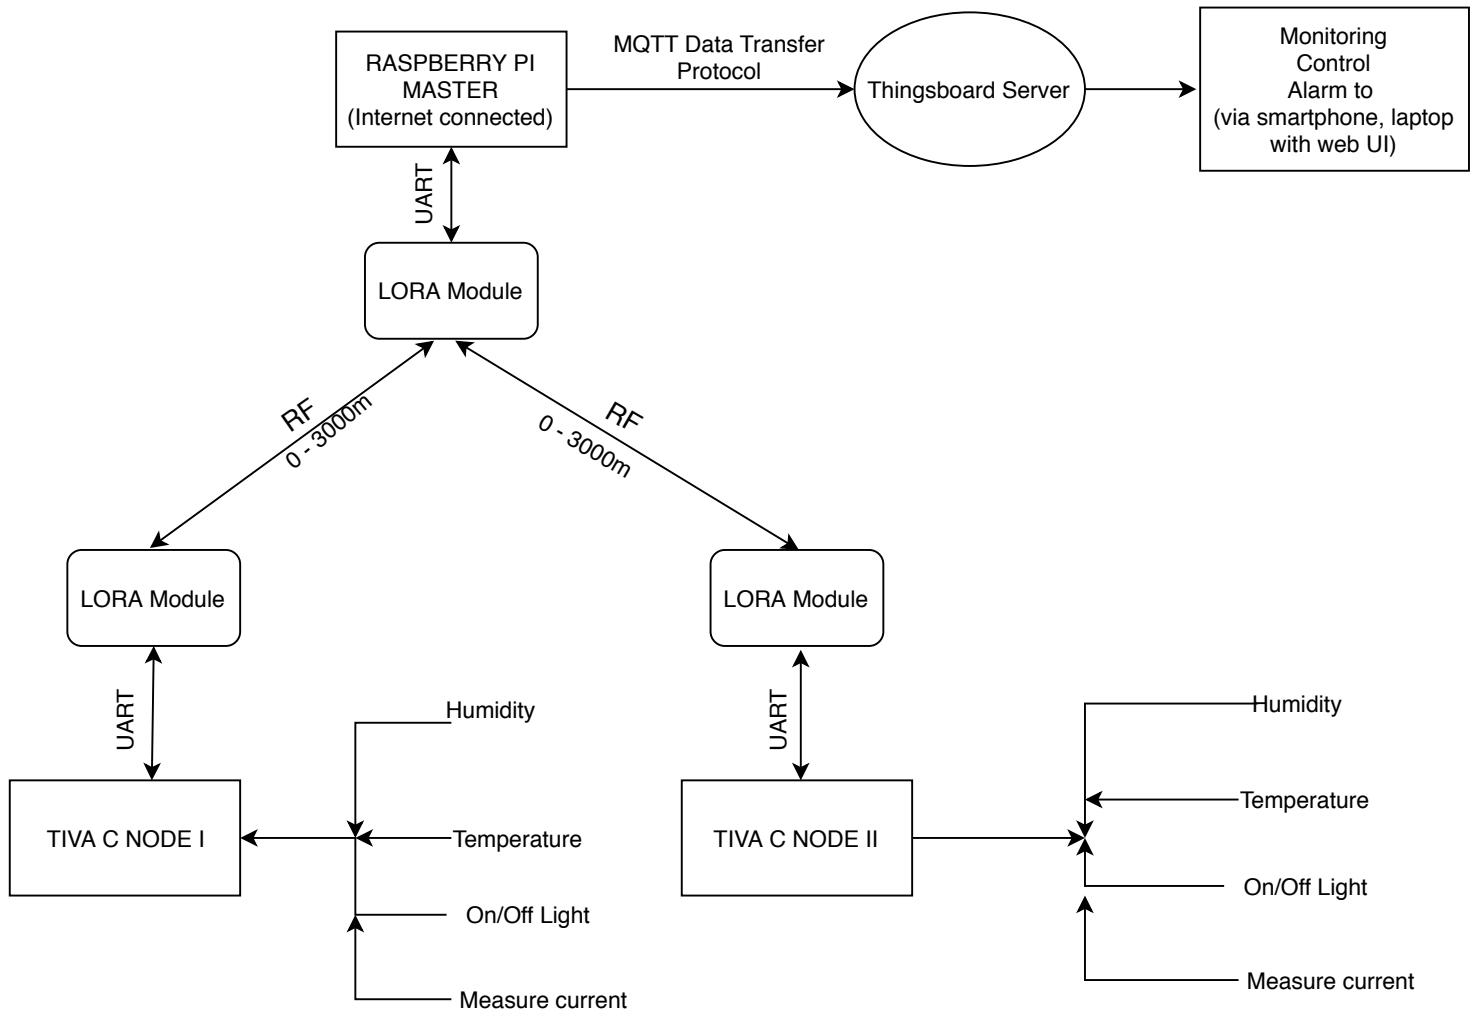 RASPBERRY PI
MASTER
(Internet connected)
MQTT Data Transfer
Protocol
Thingsboard Server
Monitoring
Control
Alarm to
(via smartphone, laptop
with web UI)
UART
LORA Module
RF
0 - 3000m
RF
0 - 3000m
LORA Module
LORA Module
UART
UART
Humidity
TIVA C NODE I
Temperature
On/Off Light
Measure current
TIVA C NODE II
Humidity
Temperature
On/Off Light
Measure current